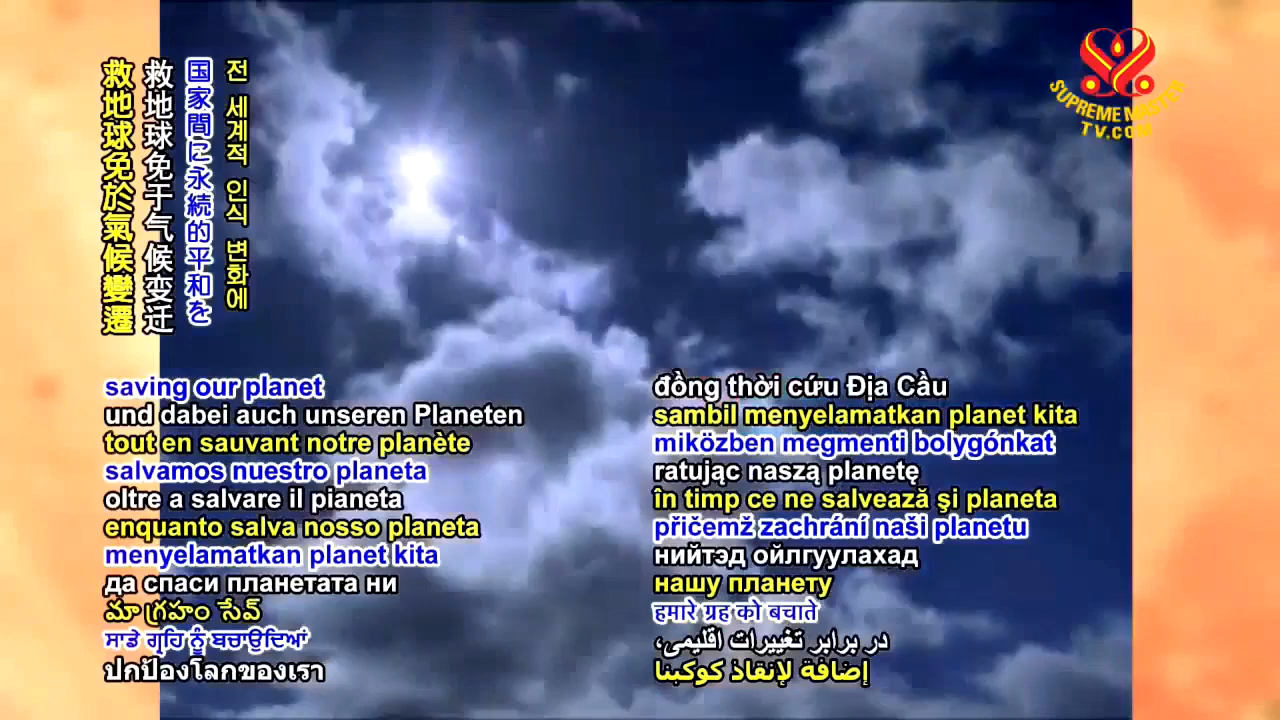 救地球免於氣候變遷
救地球免于气候变迁
国家間に永続的平和を
전 세계적 인식 변화에
SUPREME MASTER
TV.COM
saving our planet
und dabei auch unseren Planeten
tout en sauvant notre planète
salvamos nuestro planeta
oltre a salvare il pianeta
enquanto salva nosso planeta
menyelamatkan planet kita
да спаси планетата ни
మా గ్రహం సేవ్
ਸਾਡੇ ਗ੍ਰਹਿ ਨੂੰ ਬਚਾਉਦਿਆਂ
ปกป้องโลกของเรา
đồng thời cứu Địa Cầu
sambil menyelamatkan planet kita
miközben megmenti bolygónkat
ratując naszą planetę
în timp ce ne salvează şi planeta
přičemž zachrání naši planetu
нийтэд ойлгуулахад
нашу планету
हमारे ग्रह को बचाते
در برابر تغییرات اقلیمی،
إضافة لإنقاذ كوكبنا